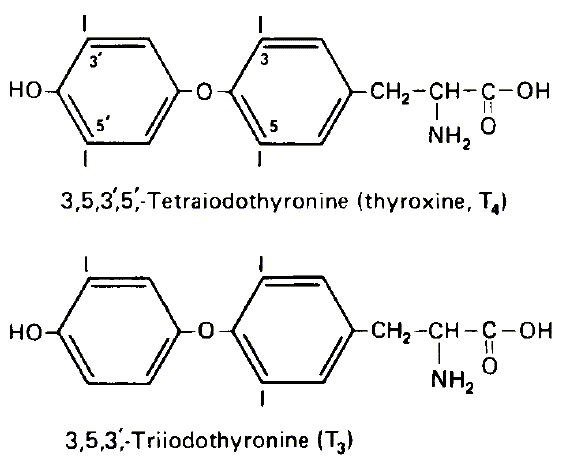 I I
3′ 3
HO O CH₂–CH–C–OH
5′ 5 NH₂ O
I I
3,5,3′,5′,-Tetraiodothyronine (thyroxine, T₄)
I I
HO O CH₂–CH–C–OH
NH₂ O
I
3,5,3′,-Triiodothyronine (T₃)